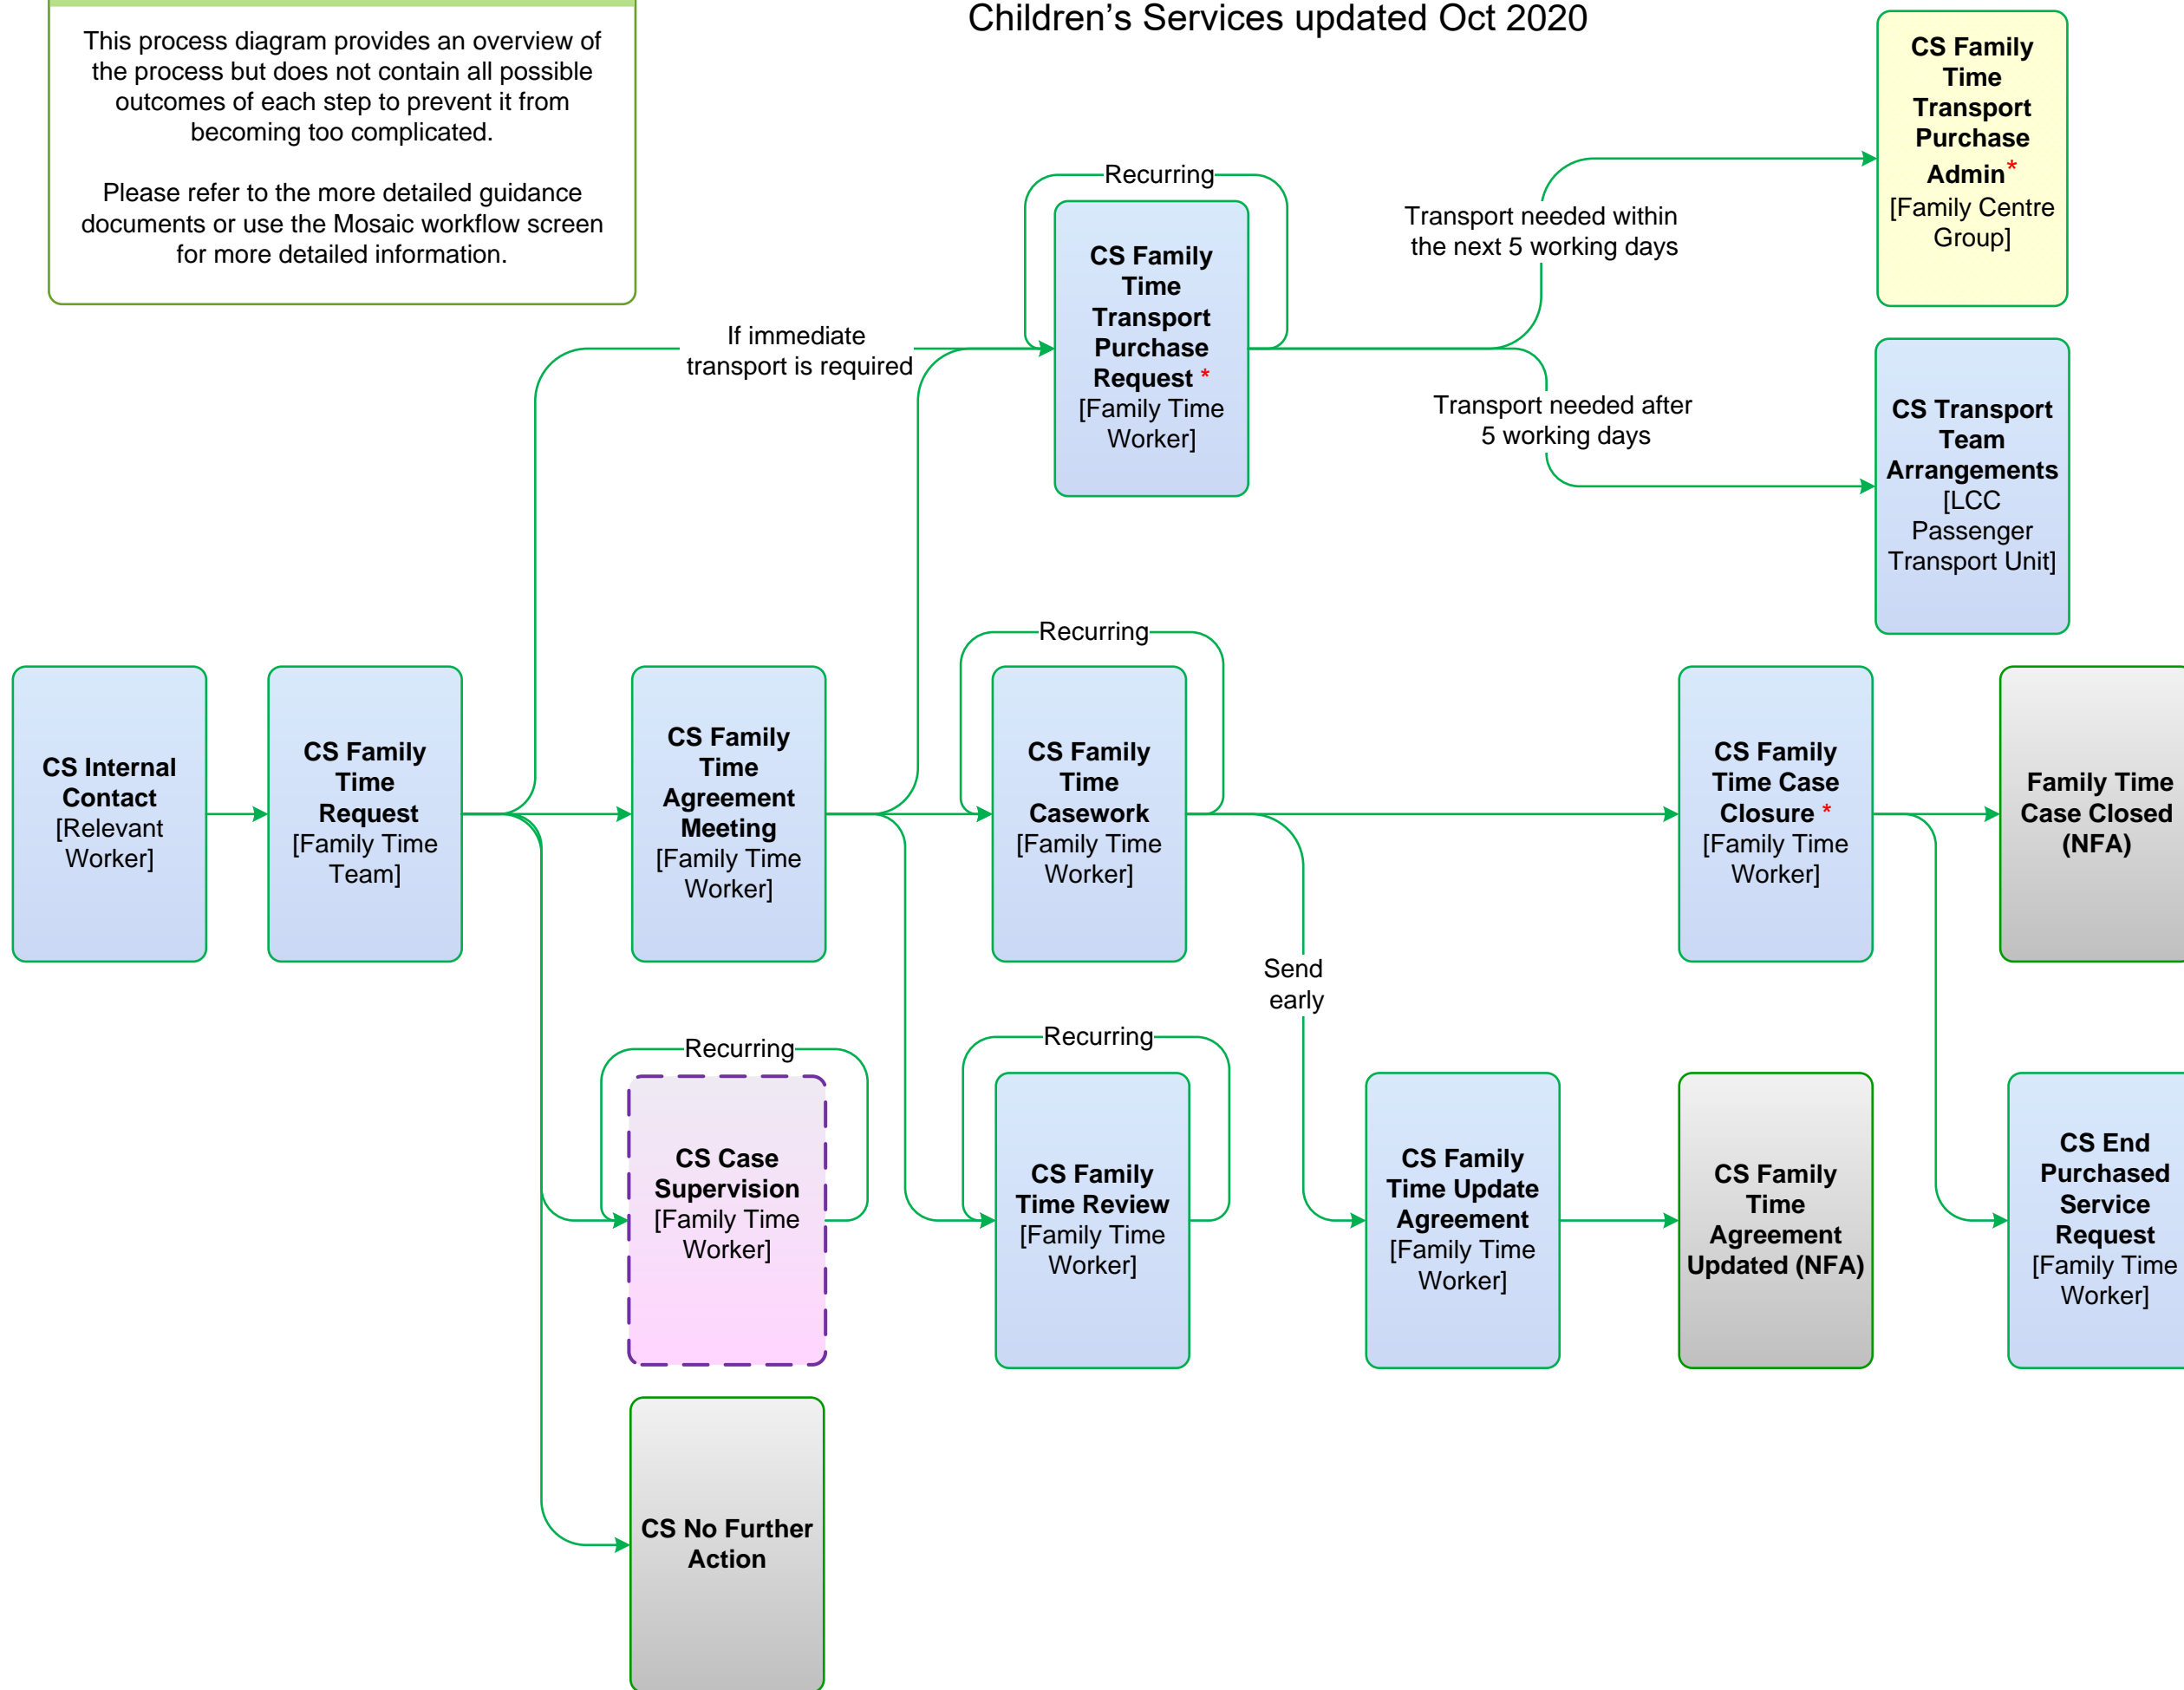 Children's Services updated Oct 2020
This process diagram provides an overview of
the process but does not contain all possible
outcomes of each step to prevent it from
becoming too complicated.
Please refer to the more detailed guidance
documents or use the Mosaic workflow screen
for more detailed information.
CS Family
Time
Transport
Purchase
Admin*
[Family Centre
Group]
Recurring
CS Family
Time
Transport
Purchase
Request *
[Family Time
Worker]
Transport needed within
the next 5 working days
If immediate
transport is required
Transport needed after
5 working days
CS Transport
Team
Arrangements
[LCC
Passenger
Transport Unit]
CS Internal
Contact
[Relevant
Worker]
CS Family
Time
Request
[Family Time
Team]
CS Family
Time
Agreement
Meeting
[Family Time
Worker]
Recurring
CS Family
Time
Casework
[Family Time
Worker]
CS Family
Time Case
Closure *
[Family Time
Worker]
Family Time
Case Closed
(NFA)
Send
early
Recurring
CS Case
Supervision
[Family Time
Worker]
Recurring
CS Family
Time Review
[Family Time
Worker]
CS Family
Time Update
Agreement
[Family Time
Worker]
CS Family
Time
Agreement
Updated (NFA)
CS End
Purchased
Service
Request
[Family Time
Worker]
CS No Further
Action